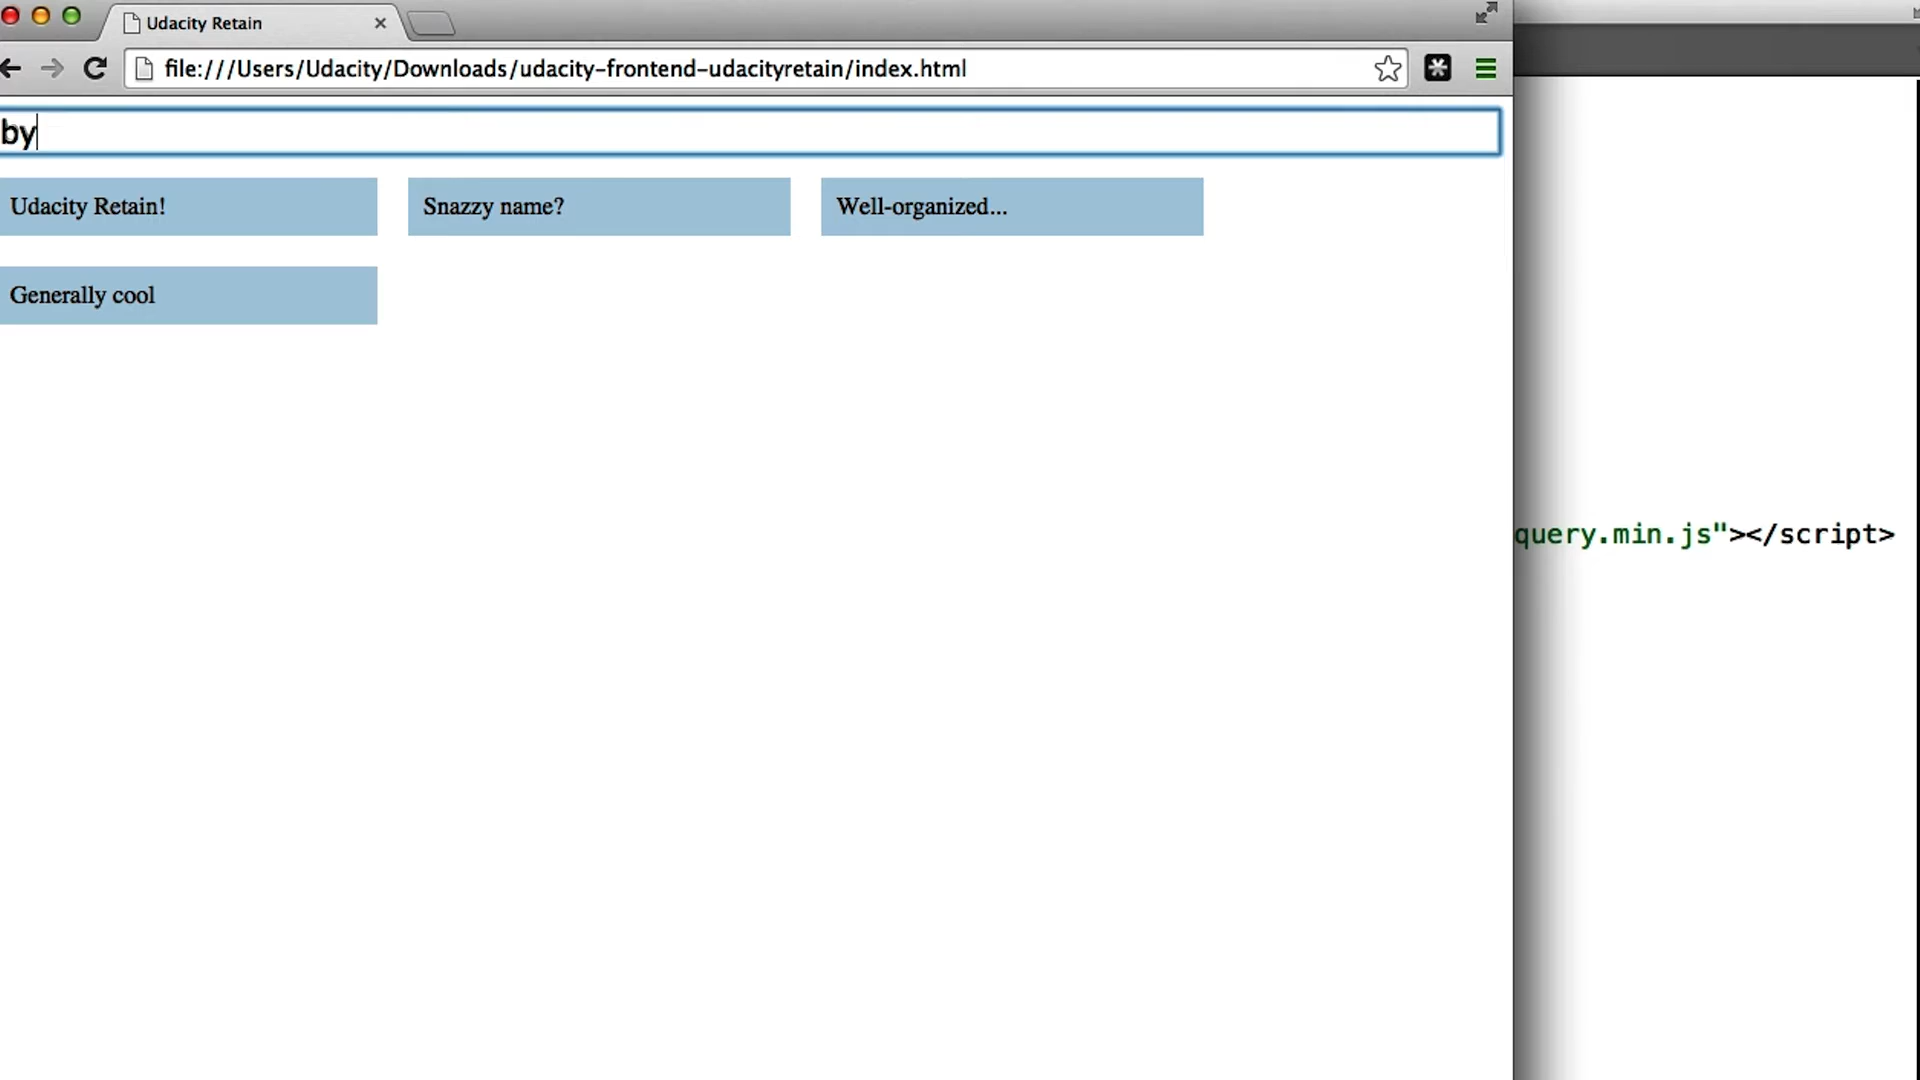 Udacity Retain
file:///Users/Udacity/Downloads/udacity-frontend-udacityretain/index.html
by
Udacity Retain!
Snazzy name?
Well-organized...
Generally cool
query.min.js"></script>